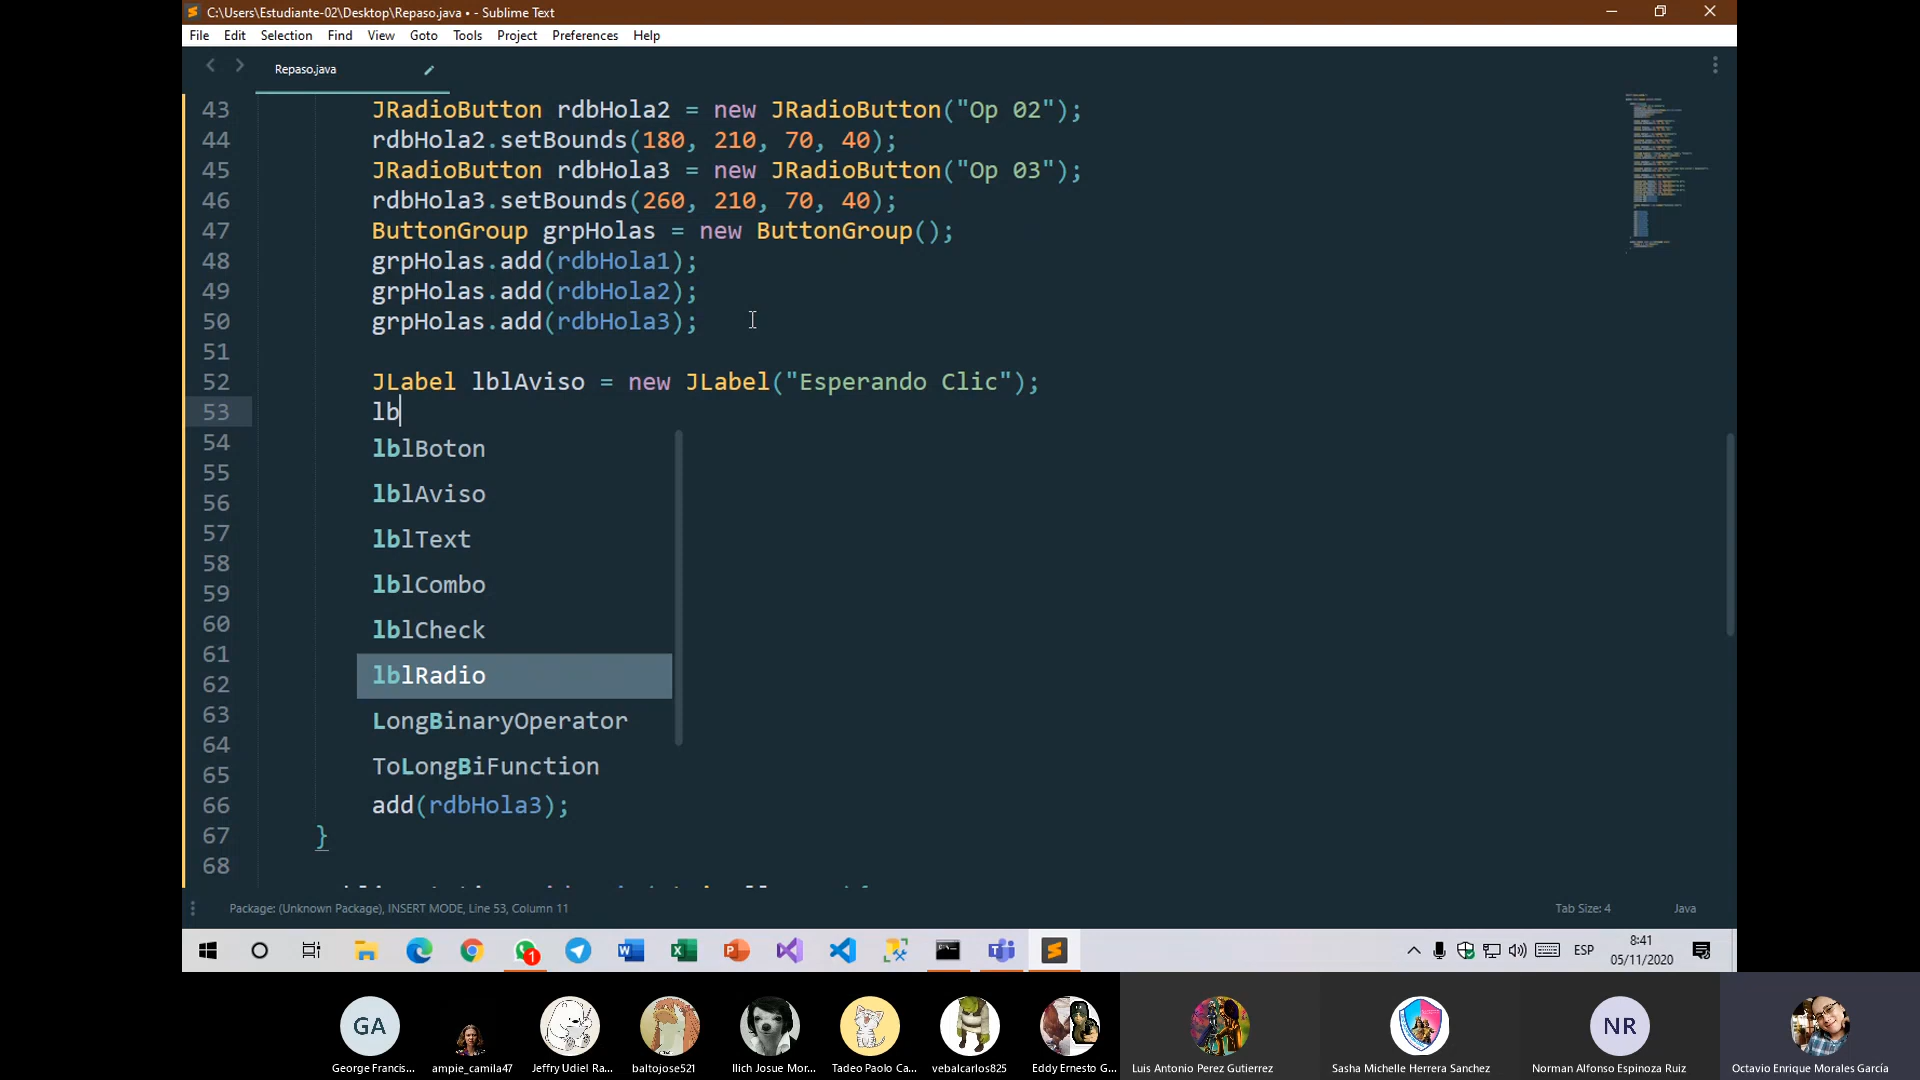 C:\Users\Estudiante-02\Desktop\Repaso.java • - Sublime Text
File Edit Selection Find View Goto Tools Project Preferences Help
Repaso.java
43 JRadioButton rdbHola2 = new JRadioButton("Op 02");
44 rdbHola2.setBounds(180, 210, 70, 40);
45 JRadioButton rdbHola3 = new JRadioButton("Op 03");
46 rdbHola3.setBounds(260, 210, 70, 40);
47 ButtonGroup grpHolas = new ButtonGroup();
48 grpHolas.add(rdbHola1);
49 grpHolas.add(rdbHola2);
50 grpHolas.add(rdbHola3);
51
52 JLabel lblAviso = new JLabel("Esperando Clic");
53 lb
54 lblBoton
55
56 lblAviso
57 lblText
58 lblCombo
59
60 lblCheck
61
62 lblRadio
63 LongBinaryOperator
64
65 ToLongBiFunction
66 add(rdbHola3);
67 }
68
Package: (Unknown Package), INSERT MODE, Line 53, Column 11 Tab Size: 4 Java
1
ESP
8:41
05/11/2020
GA
NR
George Francis...
ampie_camila47
Jeffry Udiel Ra...
baltojose521
Ilich Josue Mor...
Tadeo Paolo Ca...
vebalcarlos825
Eddy Ernesto G...
Luis Antonio Perez Gutierrez
Sasha Michelle Herrera Sanchez
Norman Alfonso Espinoza Ruiz
Octavio Enrique Morales García